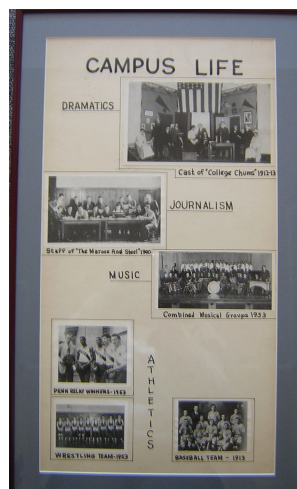 CAMPUS LIFE
DRAMATICS
Cast of "College Chums" 1912-13
JOURNALISM
Staff of "The Maroon And Steel" 1940
MUSIC
Combined Musical Groups 1933
ATHLETICS
PENN RELAY WINNERS - 1953
WRESTLING TEAM - 1953
BASEBALL TEAM - 1913